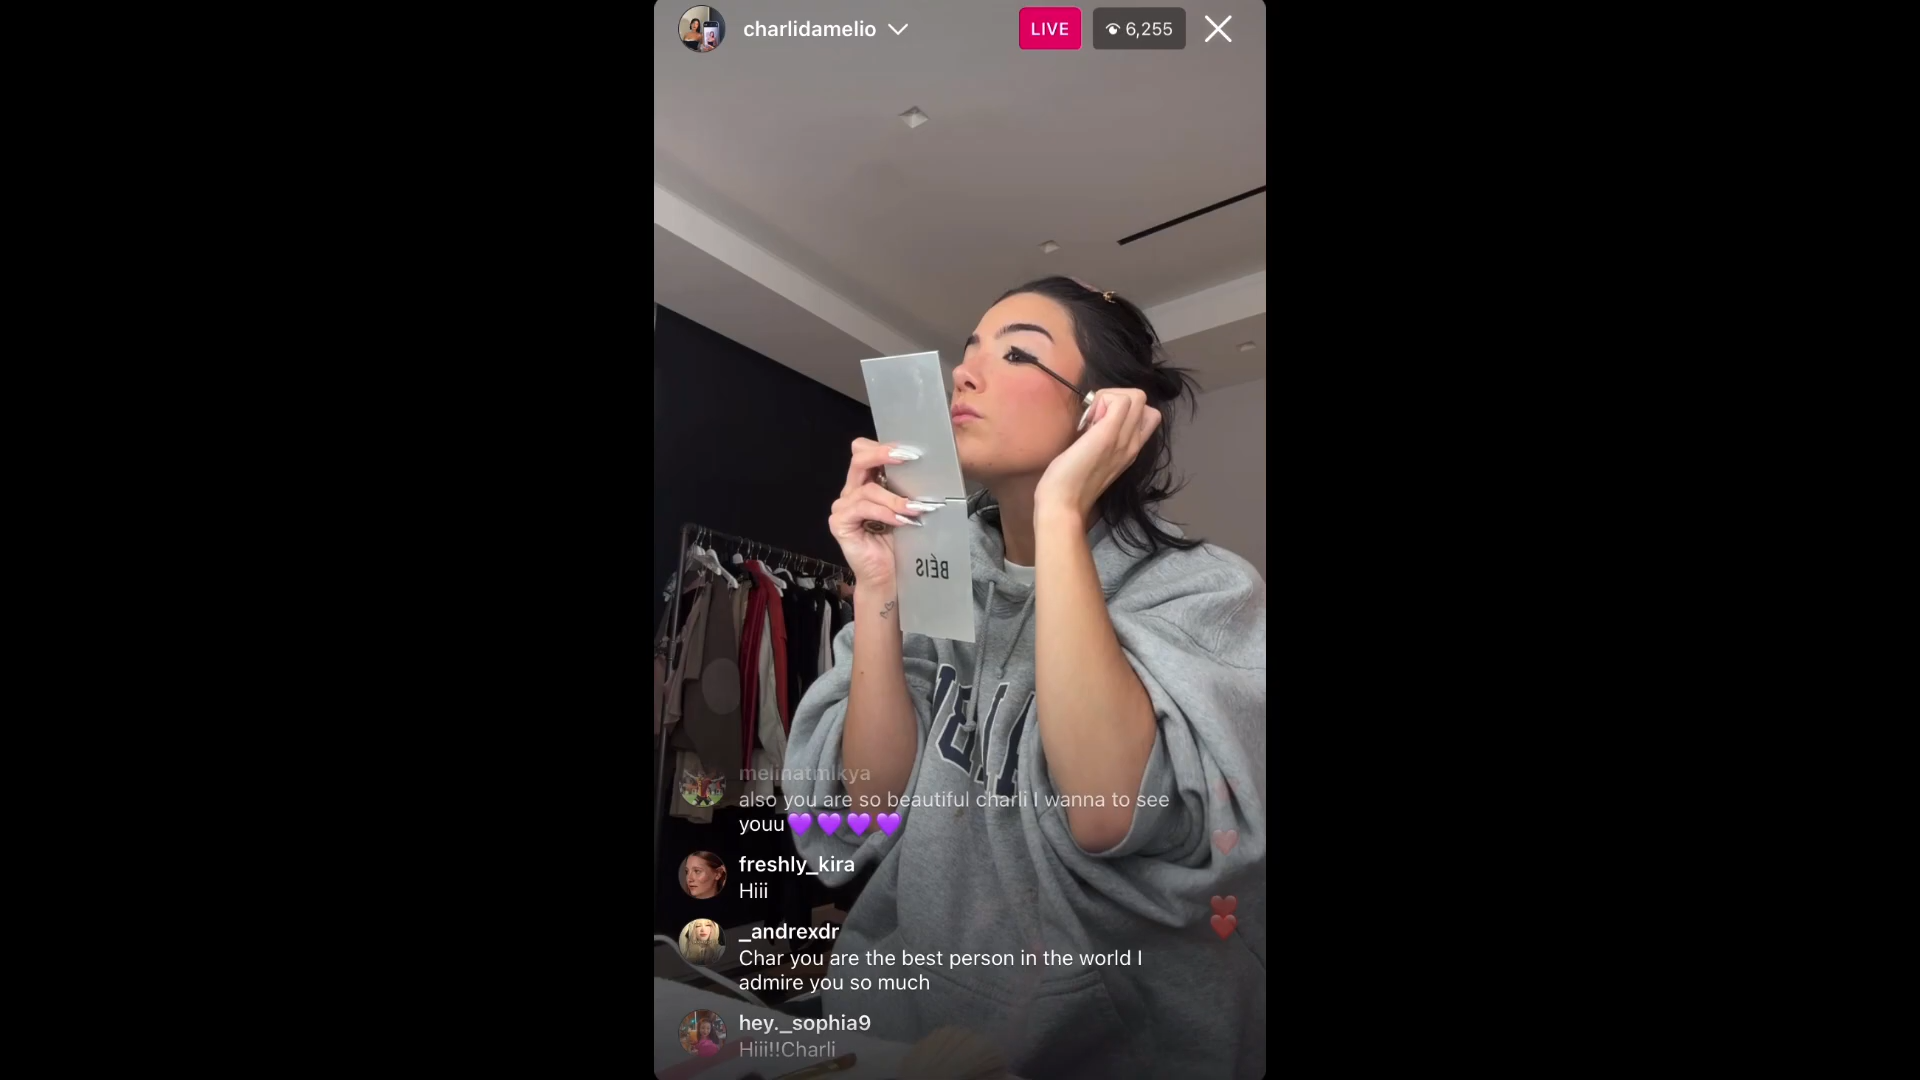 charlidamelio
LIVE
6,255
BÉIS
melinatmlkya
also you are so beautiful charli I wanna to see
youu💜💜💜💜
freshly_kira
Hiii
_andrexdr
Char you are the best person in the world I
admire you so much
hey._sophia9
Hiii!!Charli